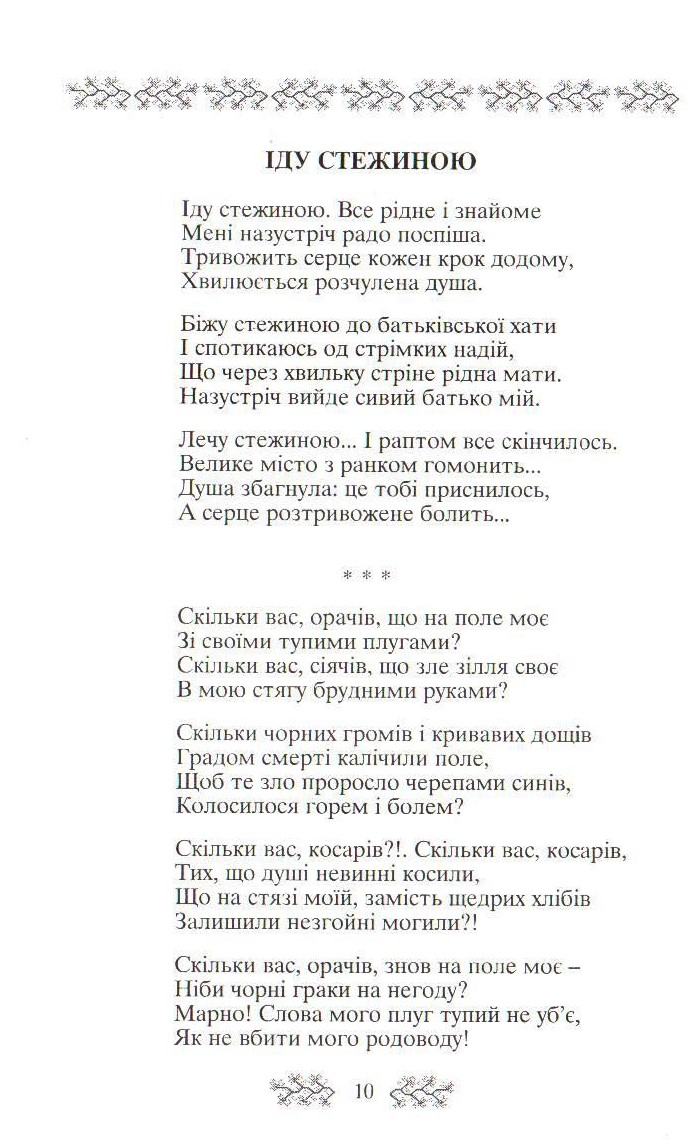 ІДУ СТЕЖИНОЮ
Іду стежиною. Все рідне і знайоме
Мені назустріч радо поспіша.
Тривожить серце кожен крок додому,
Хвилюється розчулена душа.
Біжу стежиною до батьківської хати
І спотикаюсь од стрімких надій,
Що через хвильку стріне рідна мати.
Назустріч вийде сивий батько мій.
Лечу стежиною... І раптом все скінчилось.
Велике місто з ранком гомонить...
Душа збагнула: це тобі приснилось,
А серце розтривожене болить...
* * *
Скільки вас, орачів, що на поле моє
Зі своїми тупими плугами?
Скільки вас, сіячів, що зле зілля своє
В мою стягу брудними руками?
Скільки чорних громів і кривавих дощів
Градом смерті калічили поле,
Щоб те зло проросло черепами синів,
Колосилося горем і болем?
Скільки вас, косарів?!. Скільки вас, косарів,
Тих, що душі невинні косили,
Що на стязі моїй, замість щедрих хлібів
Залишили незгойні могили?!
Скільки вас, орачів, знов на поле моє –
Ніби чорні граки на негоду?
Марно! Слова мого плуг тупий не уб’є,
Як не вбити мого родоводу!
10